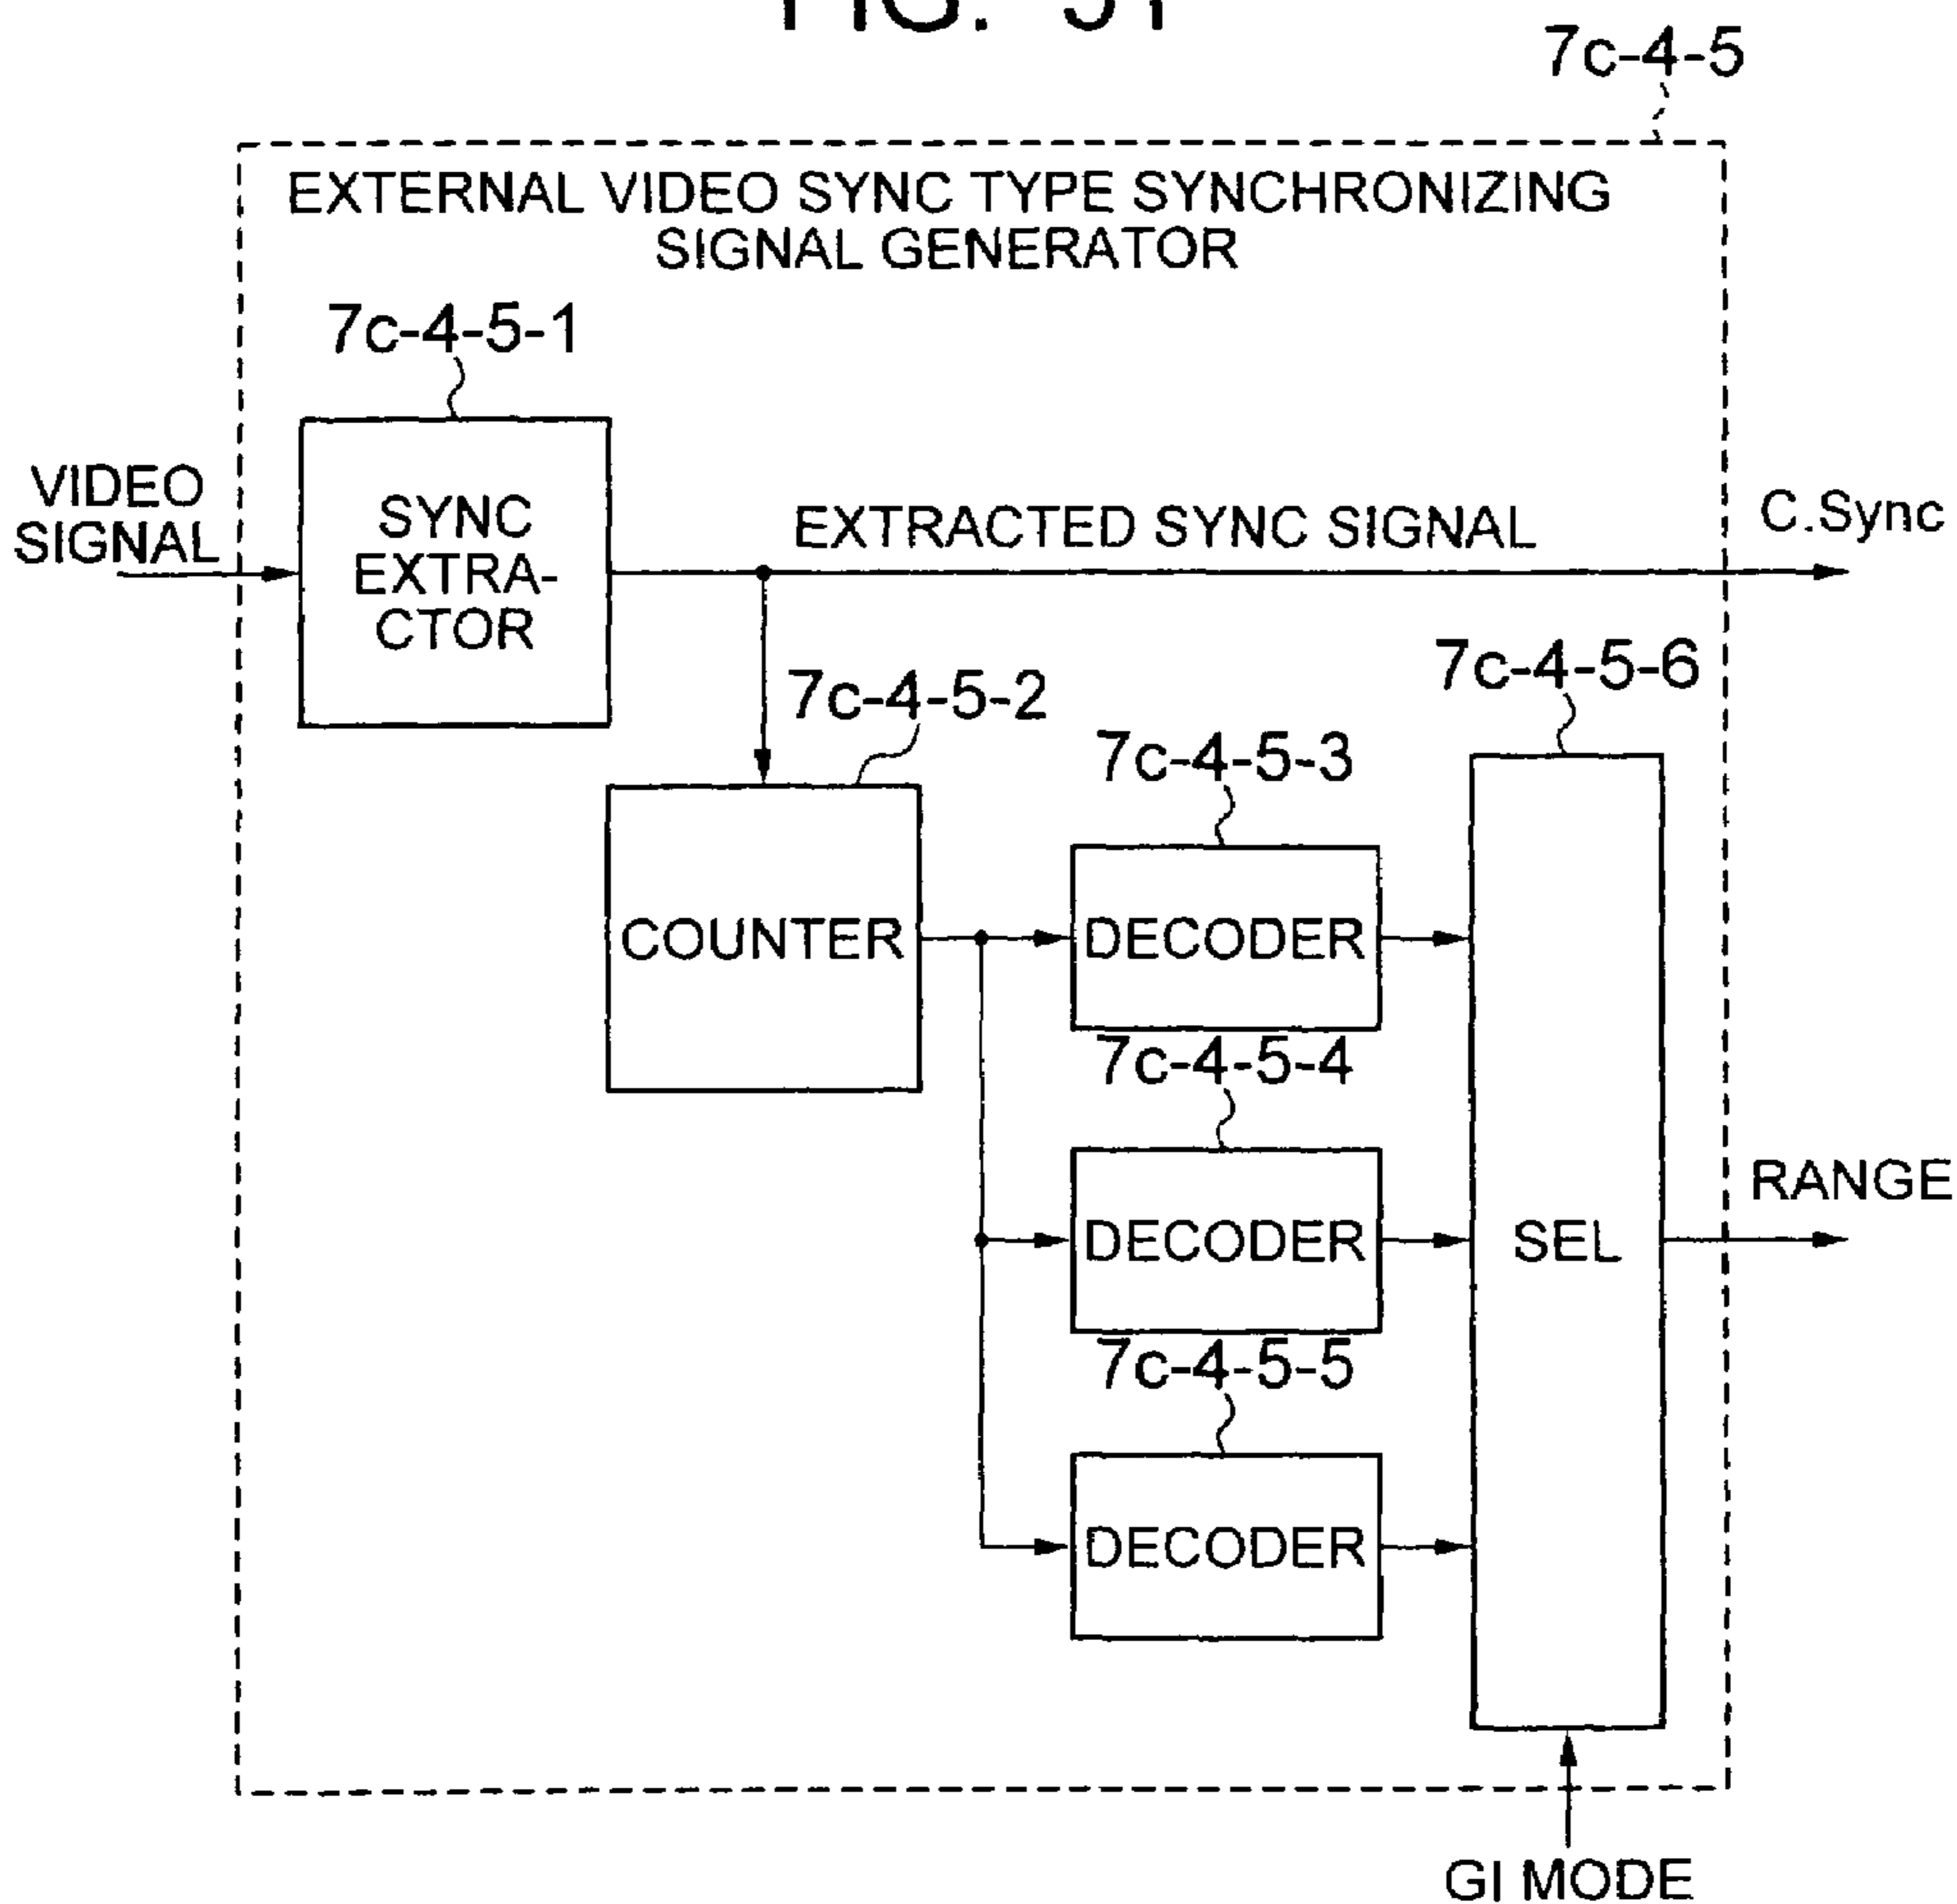 FIG.
7c-4-5
EXTERNAL VIDEO SYNC TYPE SYNCHRONIZING
SIGNAL GENERATOR
7c-4-5-1
VIDEO
SIGNAL
SYNC
EXTRA-
CTOR
EXTRACTED SYNC SIGNAL
C.Sync
7c-4-5-2
7c-4-5-3
7c-4-5-6
COUNTER
DECODER
7c-4-5-4
DECODER
SEL
RANGE
7c-4-5-5
DECODER
GI MODE